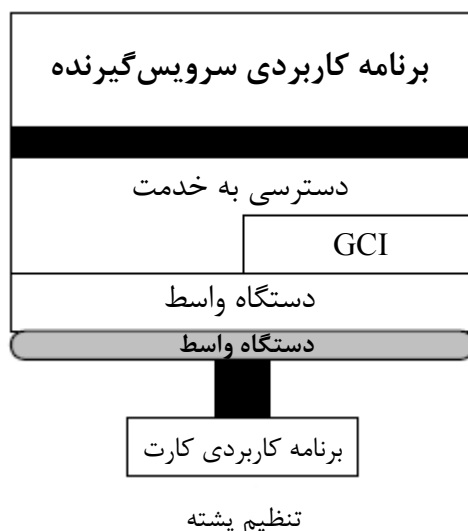 برنامه کاربردی سرویس‌گیرنده
دسترسی به خدمت
GCI
دستگاه واسط
دستگاه واسط
برنامه کاربردی کارت
تنظیم پشته